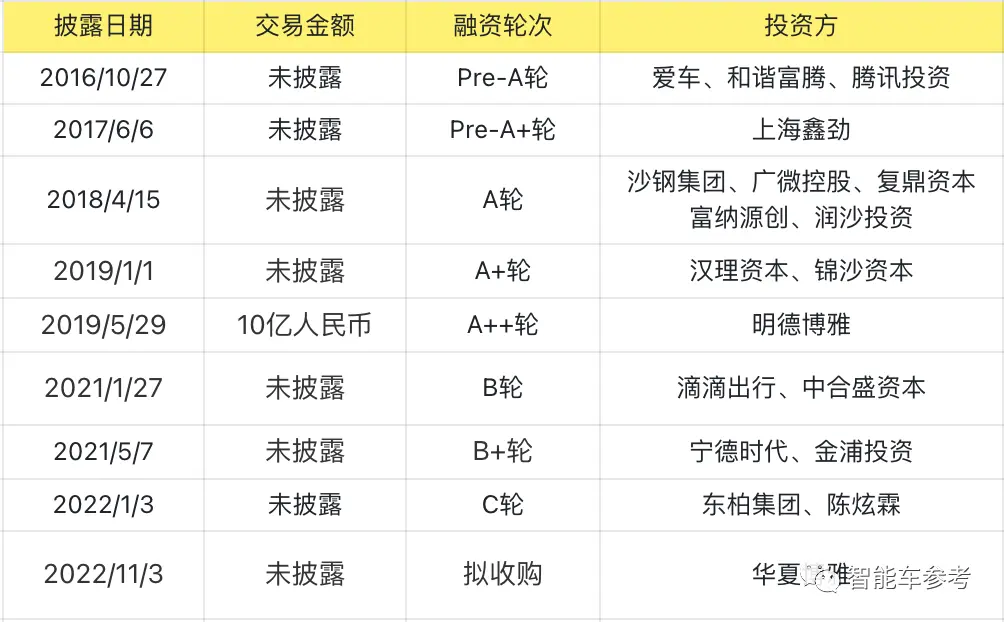 披露日期 交易金额 融资轮次 投资方
2016/10/27 未披露 Pre-A轮 爱车、和谐富腾、腾讯投资
2017/6/6 未披露 Pre-A+轮 上海鑫劲
2018/4/15 未披露 A轮 沙钢集团、广微控股、复鼎资本
富纳源创、润沙投资
2019/1/1 未披露 A+轮 汉理资本、锦沙资本
2019/5/29 10亿人民币 A++轮 明德博雅
2021/1/27 未披露 B轮 滴滴出行、中合盛资本
2021/5/7 未披露 B+轮 宁德时代、金浦投资
2022/1/3 未披露 C轮 东柏集团、陈炫霖
2022/11/3 未披露 拟收购 华夏 雅
智能车参考